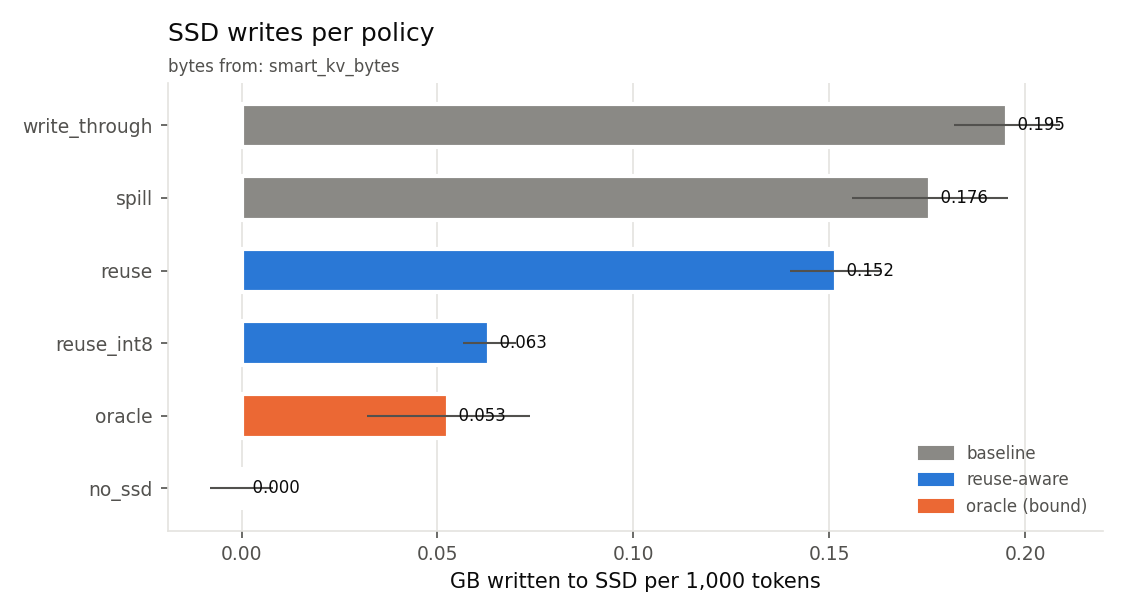 SSD writes per policy
bytes from: smart_kv_bytes
write_through 0.195
spill 0.176
reuse 0.152
reuse_int8 0.063
oracle 0.053
no_ssd 0.000
baseline
reuse-aware
oracle (bound)
0.00 0.05 0.10 0.15 0.20
GB written to SSD per 1,000 tokens